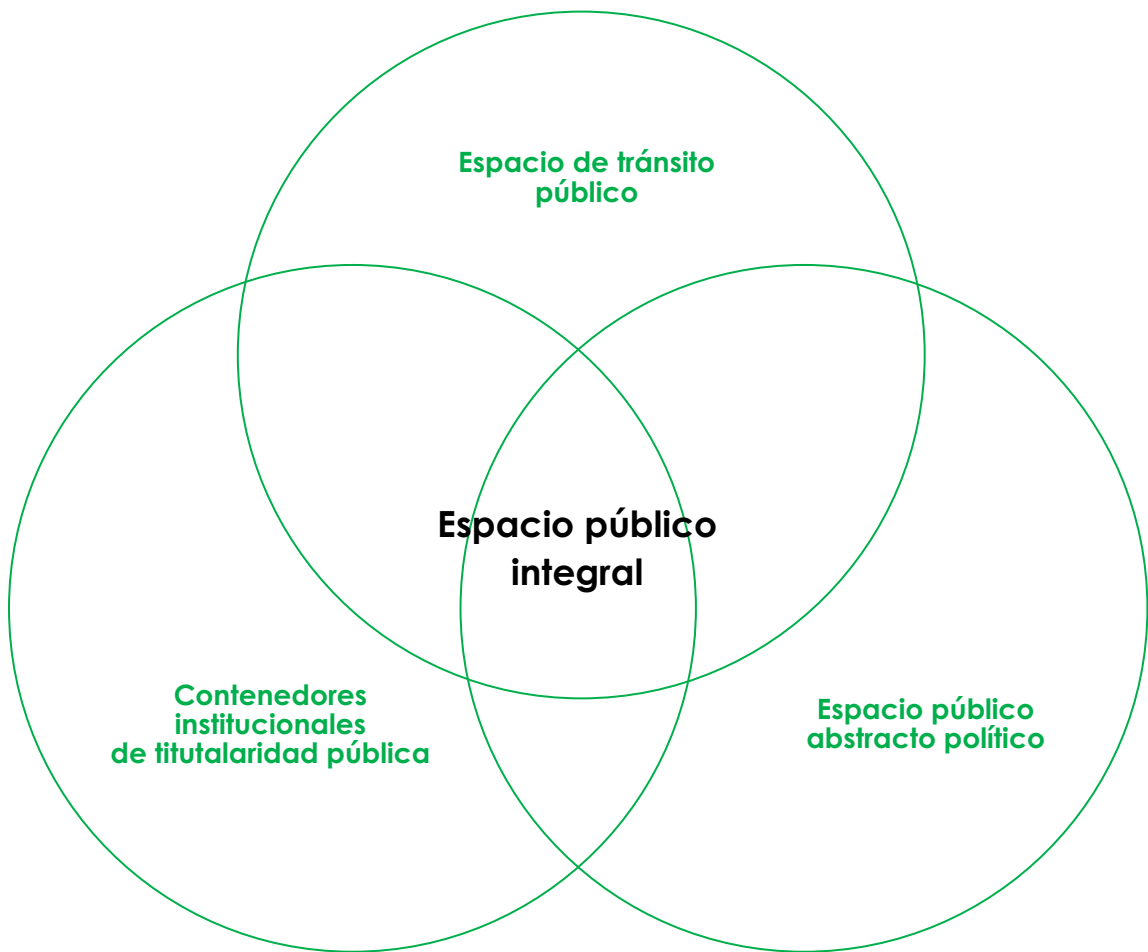 Espacio de tránsito
público
Espacio público
integral
Contenedores
institucionales
de titutalaridad pública
Espacio público
abstracto político